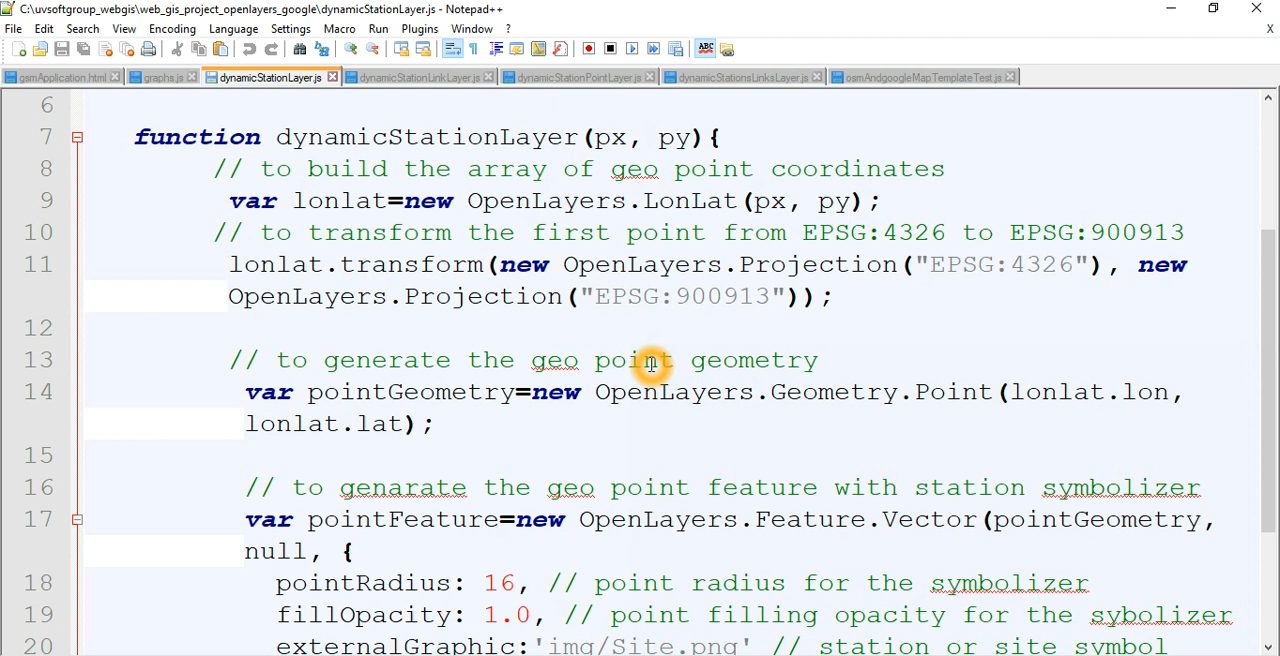 C:\uvsoftgroup_webgis\web_gis_project_openlayers_google\dynamicStationLayer.js - Notepad++
File Edit Search View Encoding Language Settings Macro Run Plugins Window ? X
gsmApplication.html graphs.js dynamicStationLayer.js dynamicStationLinkLayer.js dynamicStationPointLayer.js dynamicStationsLinksLayer.js osmAndgoogleMapTemplateTest.js
6
7 function dynamicStationLayer(px, py){
8 // to build the array of geo point coordinates
9 var lonlat=new OpenLayers.LonLat(px, py);
10 // to transform the first point from EPSG:4326 to EPSG:900913
11 lonlat.transform(new OpenLayers.Projection("EPSG:4326"), new
OpenLayers.Projection("EPSG:900913"));
12
13 // to generate the geo point geometry
14 var pointGeometry=new OpenLayers.Geometry.Point(lonlat.lon,
lonlat.lat);
15
16 // to genarate the geo point feature with station symbolizer
17 var pointFeature=new OpenLayers.Feature.Vector(pointGeometry,
null, {
18 pointRadius: 16, // point radius for the symbolizer
19 fillOpacity: 1.0, // point filling opacity for the sybolizer
20 externalGraphic:'img/Site.png' // station or site symbol